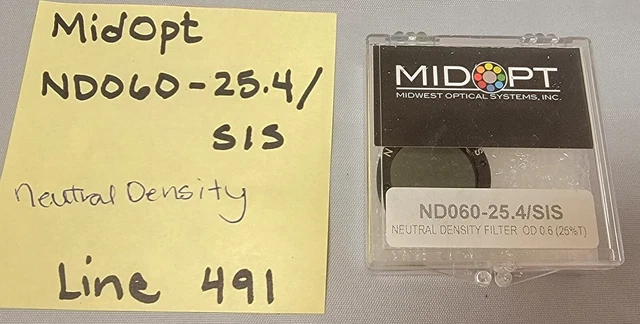 MidOpt
ND060-25.4/
SIS
Neutral Density
Line 491
MIDOPT
MIDWEST OPTICAL SYSTEMS, INC.
ND060-25.4/SIS
NEUTRAL DENSITY FILTER OD 0.6 (25%T)